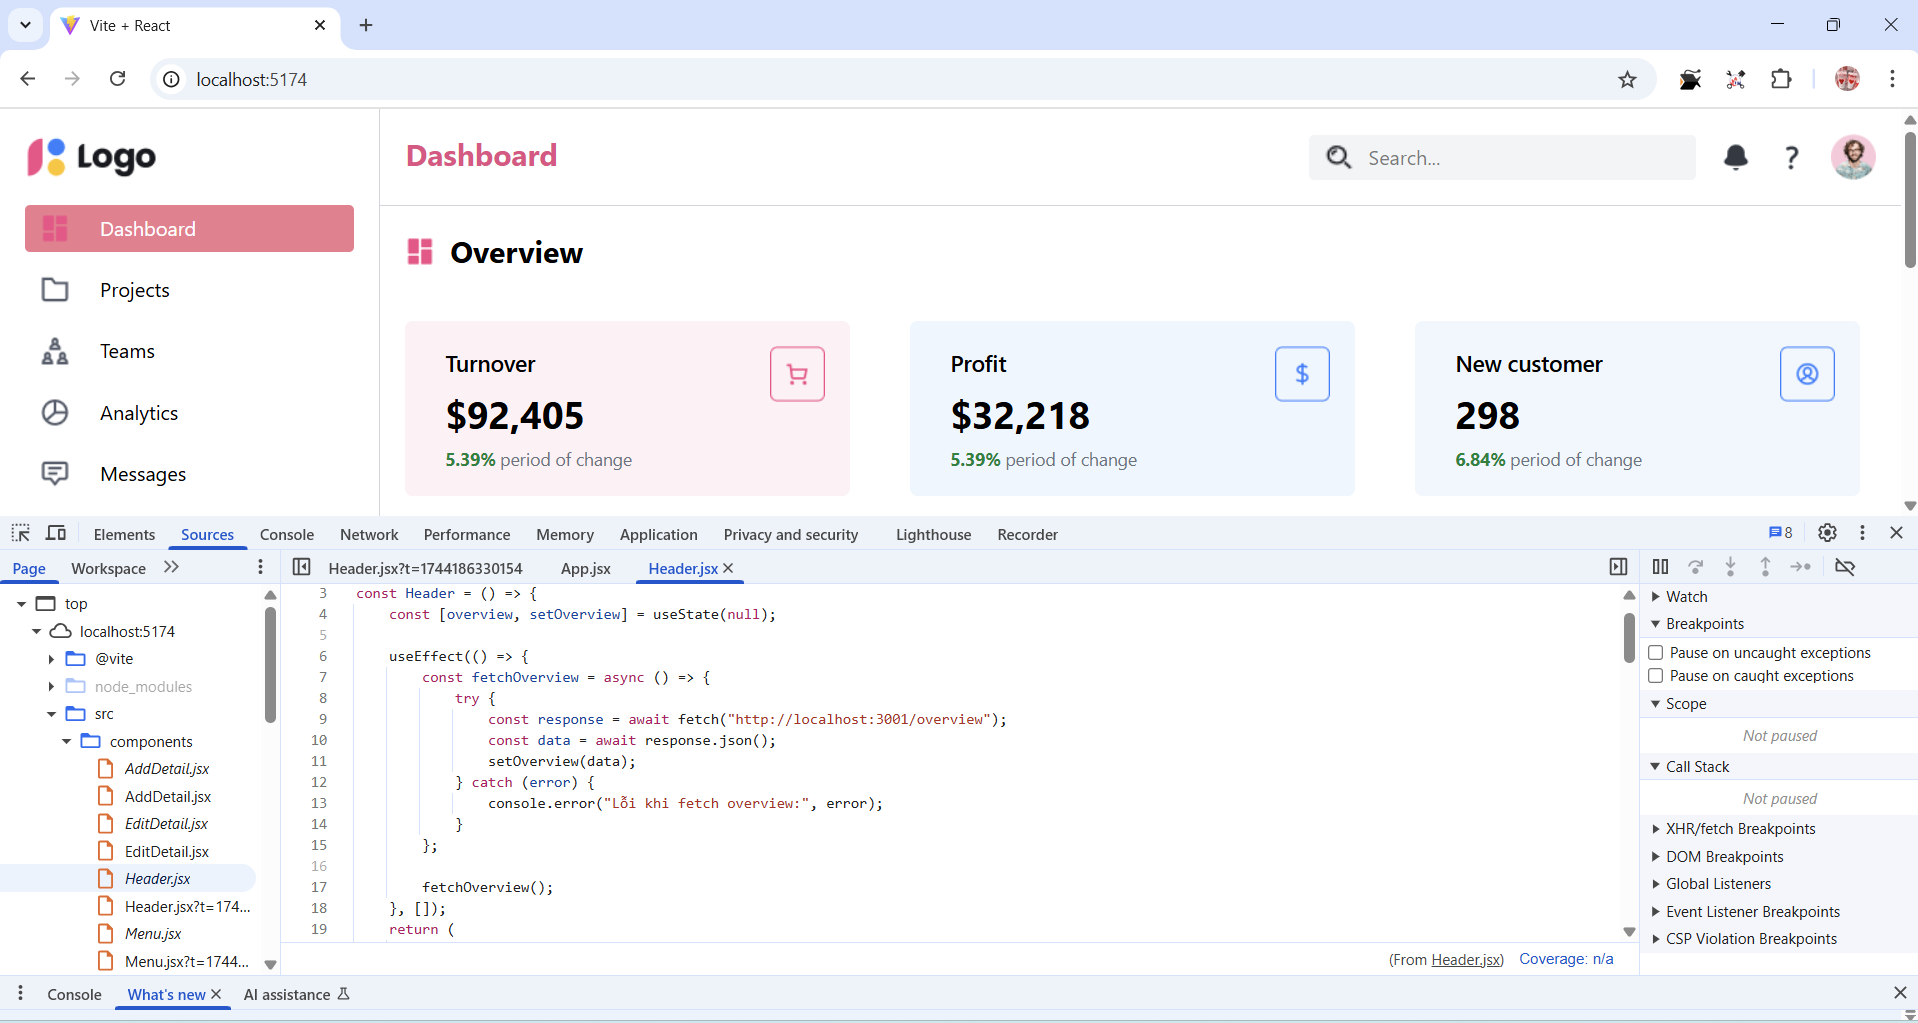 Vite + React
localhost:5174
Logo
Dashboard
Projects
Teams
Analytics
Messages
Dashboard
Search...
Overview
Turnover
$92,405
5.39% period of change
Profit
$32,218
5.39% period of change
New customer
298
6.84% period of change
Elements Sources Console Network Performance Memory Application Privacy and security Lighthouse Recorder 8
Page Workspace
top
localhost:5174
@vite
node_modules
src
components
AddDetail.jsx
AddDetail.jsx
EditDetail.jsx
EditDetail.jsx
Header.jsx
Header.jsx?t=174...
Menu.jsx
Menu.jsx?t=1744...
Header.jsx?t=1744186330154 App.jsx Header.jsx
3 const Header = () => {
4 const [overview, setOverview] = useState(null);
5
6 useEffect(() => {
7 const fetchOverview = async () => {
8 try {
9 const response = await fetch("http://localhost:3001/overview");
10 const data = await response.json();
11 setOverview(data);
12 } catch (error) {
13 console.error("Lỗi khi fetch overview:", error);
14 }
15 };
16
17 fetchOverview();
18 }, []);
19 return (
(From Header.jsx) Coverage: n/a
Watch
Breakpoints
Pause on uncaught exceptions
Pause on caught exceptions
Scope
Not paused
Call Stack
Not paused
XHR/fetch Breakpoints
DOM Breakpoints
Global Listeners
Event Listener Breakpoints
CSP Violation Breakpoints
Console What's new AI assistance